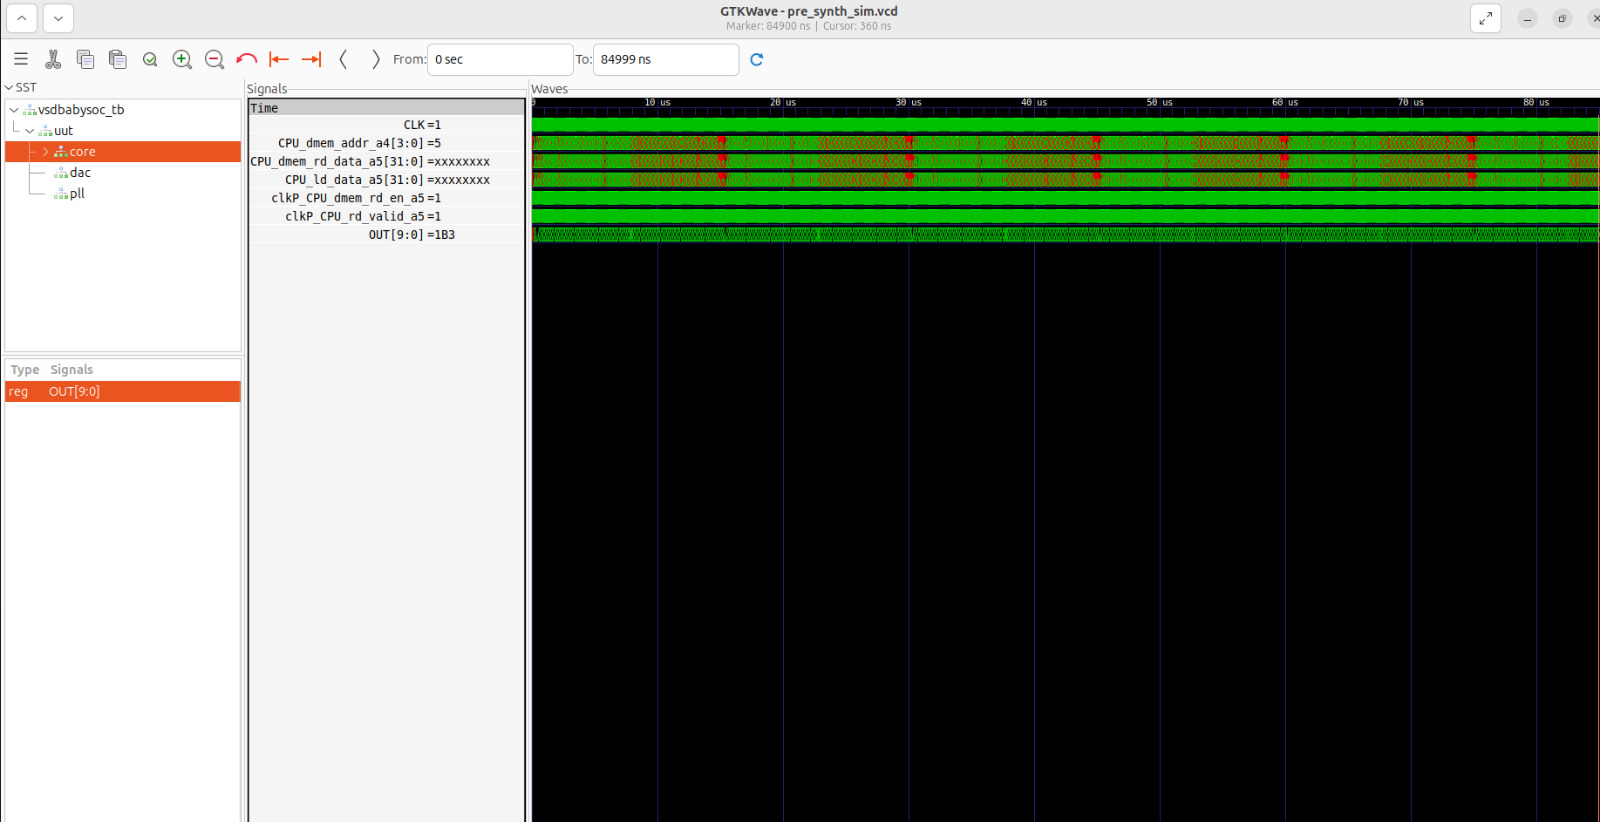 GTKWave - pre_synth_sim.vcd
Marker: 84900 ns | Cursor: 360 ns
From: 0 sec To: 84999 ns
SST
vsdbabysoc_tb
uut
core
dac
pll
Type Signals
reg OUT[9:0]
Signals
Time
CLK=1
CPU_dmem_addr_a4[3:0]=5
CPU_dmem_rd_data_a5[31:0]=xxxxxxxx
CPU_ld_data_a5[31:0]=xxxxxxxx
clkP_CPU_dmem_rd_en_a5=1
clkP_CPU_rd_valid_a5=1
OUT[9:0]=1B3
Waves
0 10 us 20 us 30 us 40 us 50 us 60 us 70 us 80 us